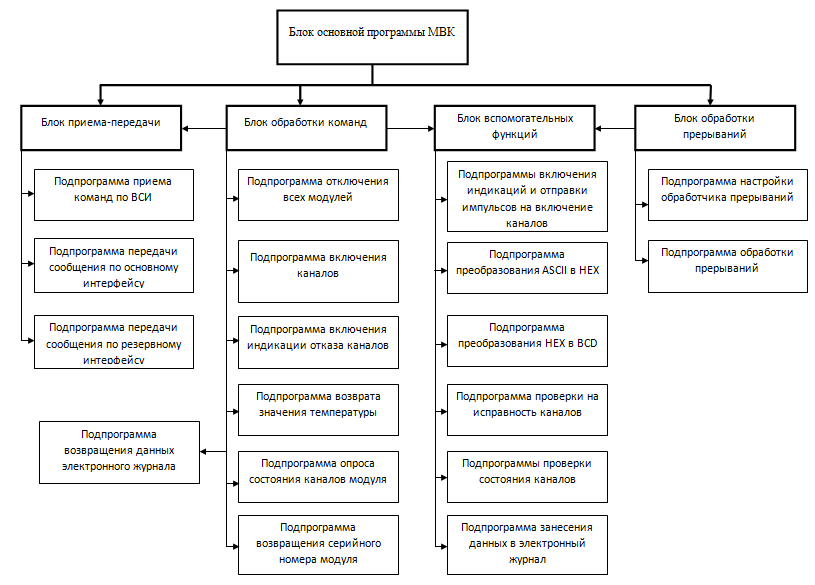 Блок основной программы МВК
Блок приема-передачи
Блок обработки команд
Блок вспомогательных
функций
Блок обработки
прерываний
Подпрограмма приема
команд по ВСИ
Подпрограмма передачи
сообщения по основному
интерфейсу
Подпрограмма передачи
сообщения по резервному
интерфейсу
Подпрограмма
возвращения данных
электронного журнала
Подпрограмма отключения
всех модулей
Подпрограмма включения
каналов
Подпрограмма включения
индикации отказа каналов
Подпрограмма возврата
значения температуры
Подпрограмма опроса
состояния каналов модуля
Подпрограмма
возвращения серийного
номера модуля
Подпрограммы включения
индикаций и отправки
импульсов на включение
каналов
Подпрограмма
преобразования ASCII в HEX
Подпрограмма
преобразования HEX в BCD
Подпрограмма проверки на
исправность каналов
Подпрограммы проверки
состояния каналов
Подпрограмма занесения
данных в электронный
журнал
Подпрограмма настройки
обработчика прерываний
Подпрограмма обработки
прерываний